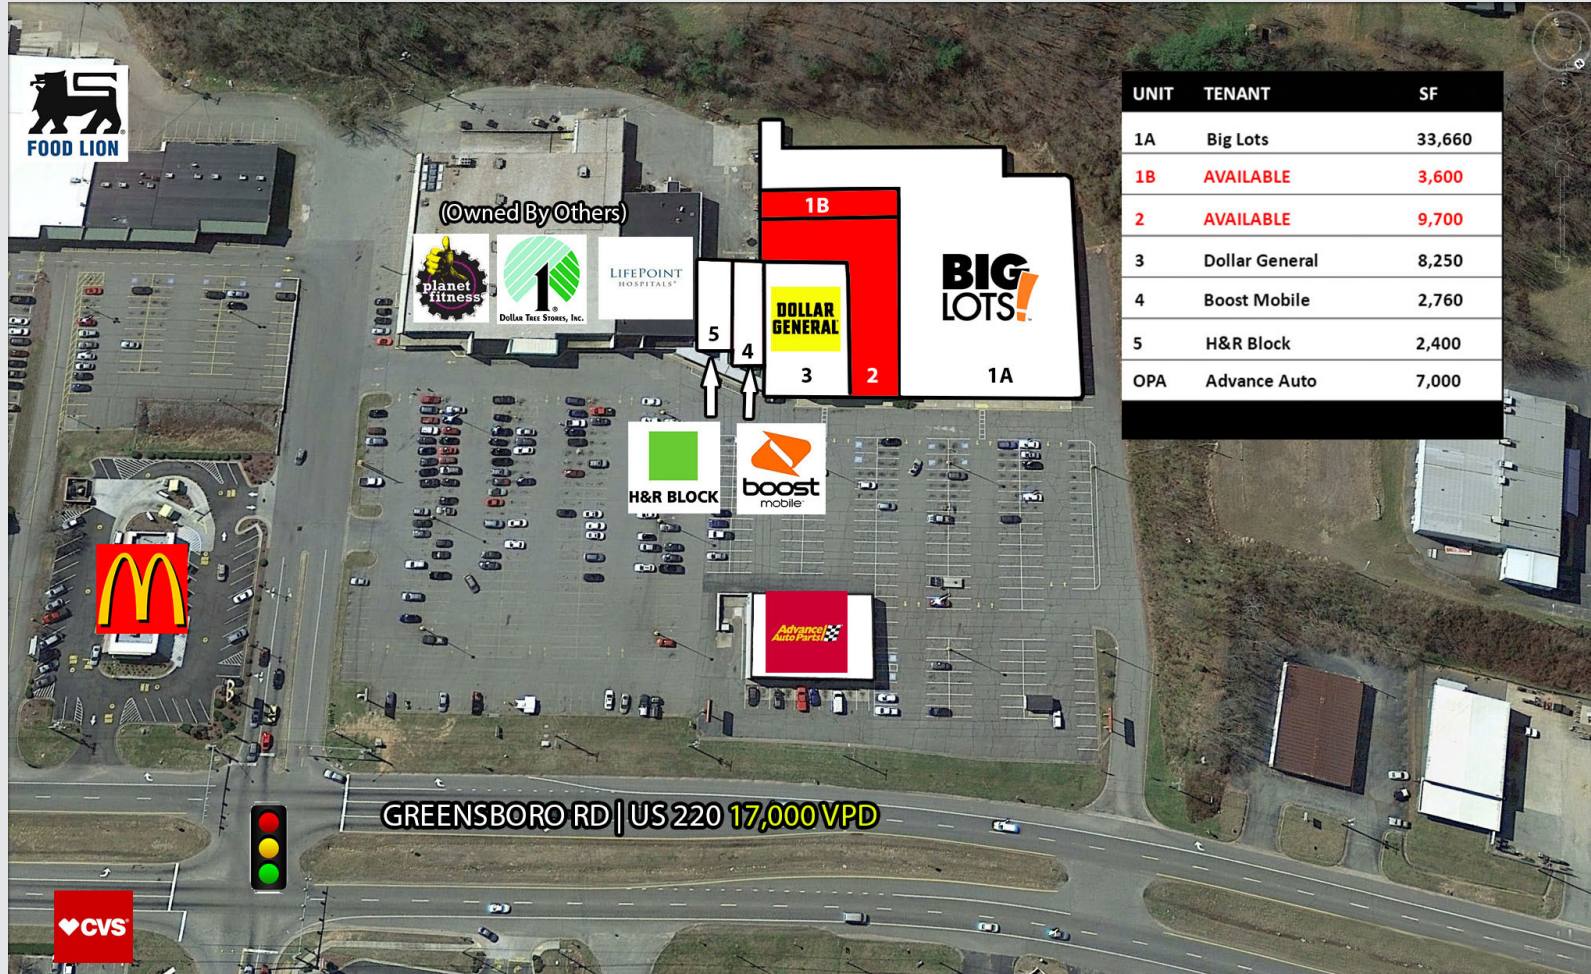 FOOD LION
(Owned By Others)
planet
fitness
1
DOLLAR TREE STORES, INC.
LIFEPOINT
HOSPITALS
1B
BIG
LOTS!
DOLLAR
GENERAL
5
4
3
2
1A
H&R BLOCK
boost
mobile
Advance
Auto Parts
GREENSBORO RD | US 220 17,000 VPD
CVS
UNIT TENANT SF
1A Big Lots 33,660
1B AVAILABLE 3,600
2 AVAILABLE 9,700
3 Dollar General 8,250
4 Boost Mobile 2,760
5 H&R Block 2,400
OPA Advance Auto 7,000